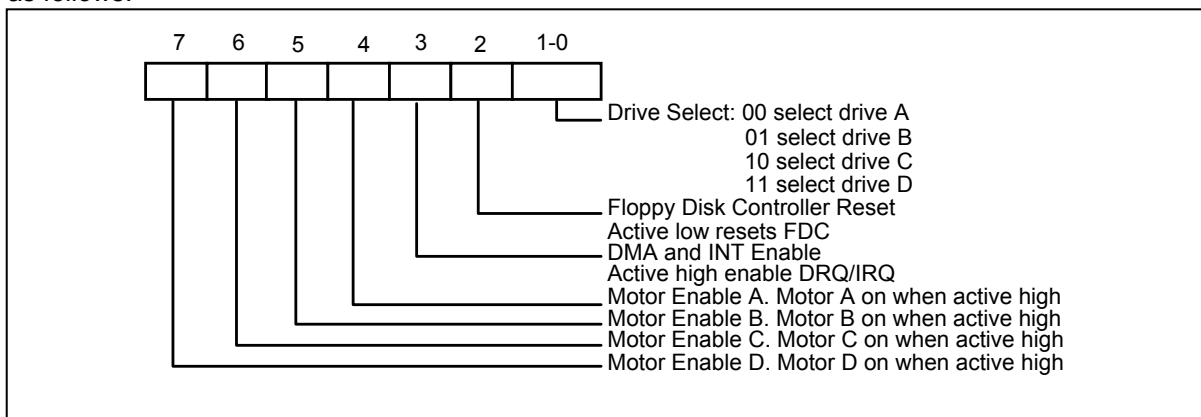 as follows:
7 6 5 4 3 2 1-0
Drive Select: 00 select drive A
01 select drive B
10 select drive C
11 select drive D
Floppy Disk Controller Reset
Active low resets FDC
DMA and INT Enable
Active high enable DRQ/IRQ
Motor Enable A. Motor A on when active high
Motor Enable B. Motor B on when active high
Motor Enable C. Motor C on when active high
Motor Enable D. Motor D on when active high